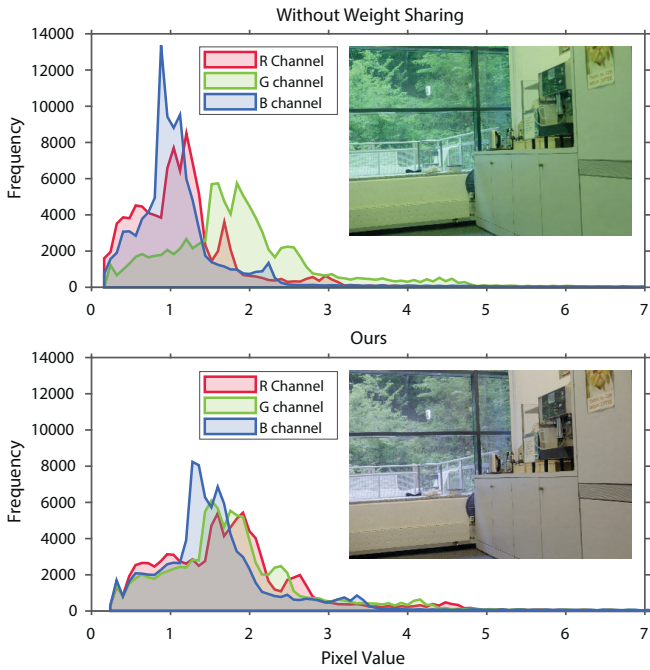 Without Weight Sharing
14000
12000
10000
8000
6000
4000
2000
0
Frequency
R Channel
G channel
B channel
0 1 2 3 4 5 6 7
Ours
14000
12000
10000
8000
6000
4000
2000
0
Frequency
R Channel
G channel
B channel
0 1 2 3 4 5 6 7
Pixel Value